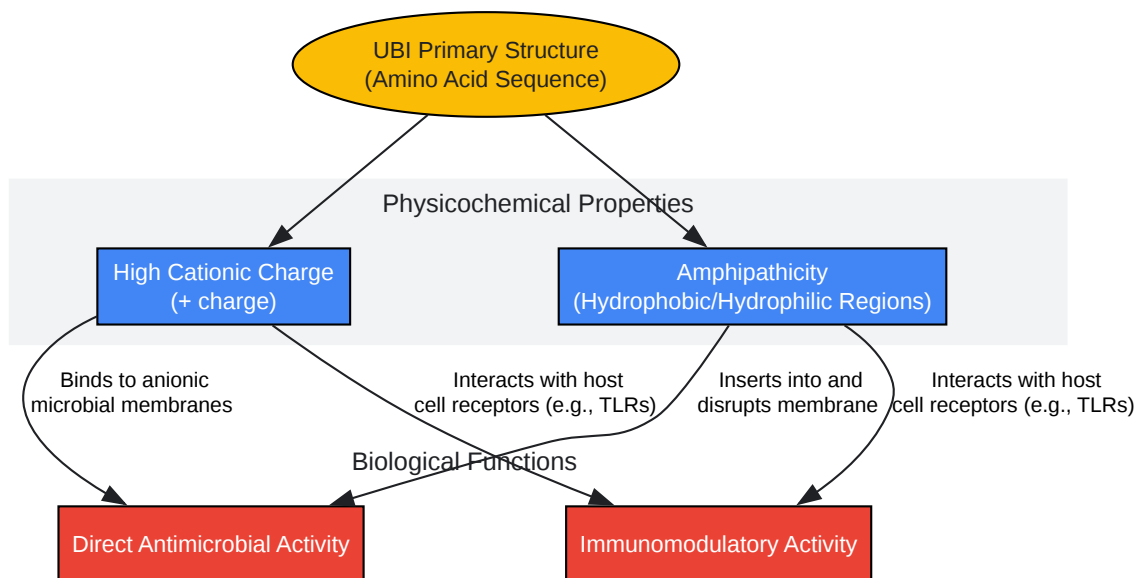 UBI Primary Structure
(Amino Acid Sequence)
Physicochemical Properties
High Cationic Charge
(+ charge)
Amphipathicity
(Hydrophobic/Hydrophilic Regions)
Binds to anionic
microbial membranes
Interacts with host
cell receptors (e.g., TLRs)
Inserts into and
disrupts membrane
Interacts with host
cell receptors (e.g., TLRs)
Biological Functions
Direct Antimicrobial Activity
Immunomodulatory Activity